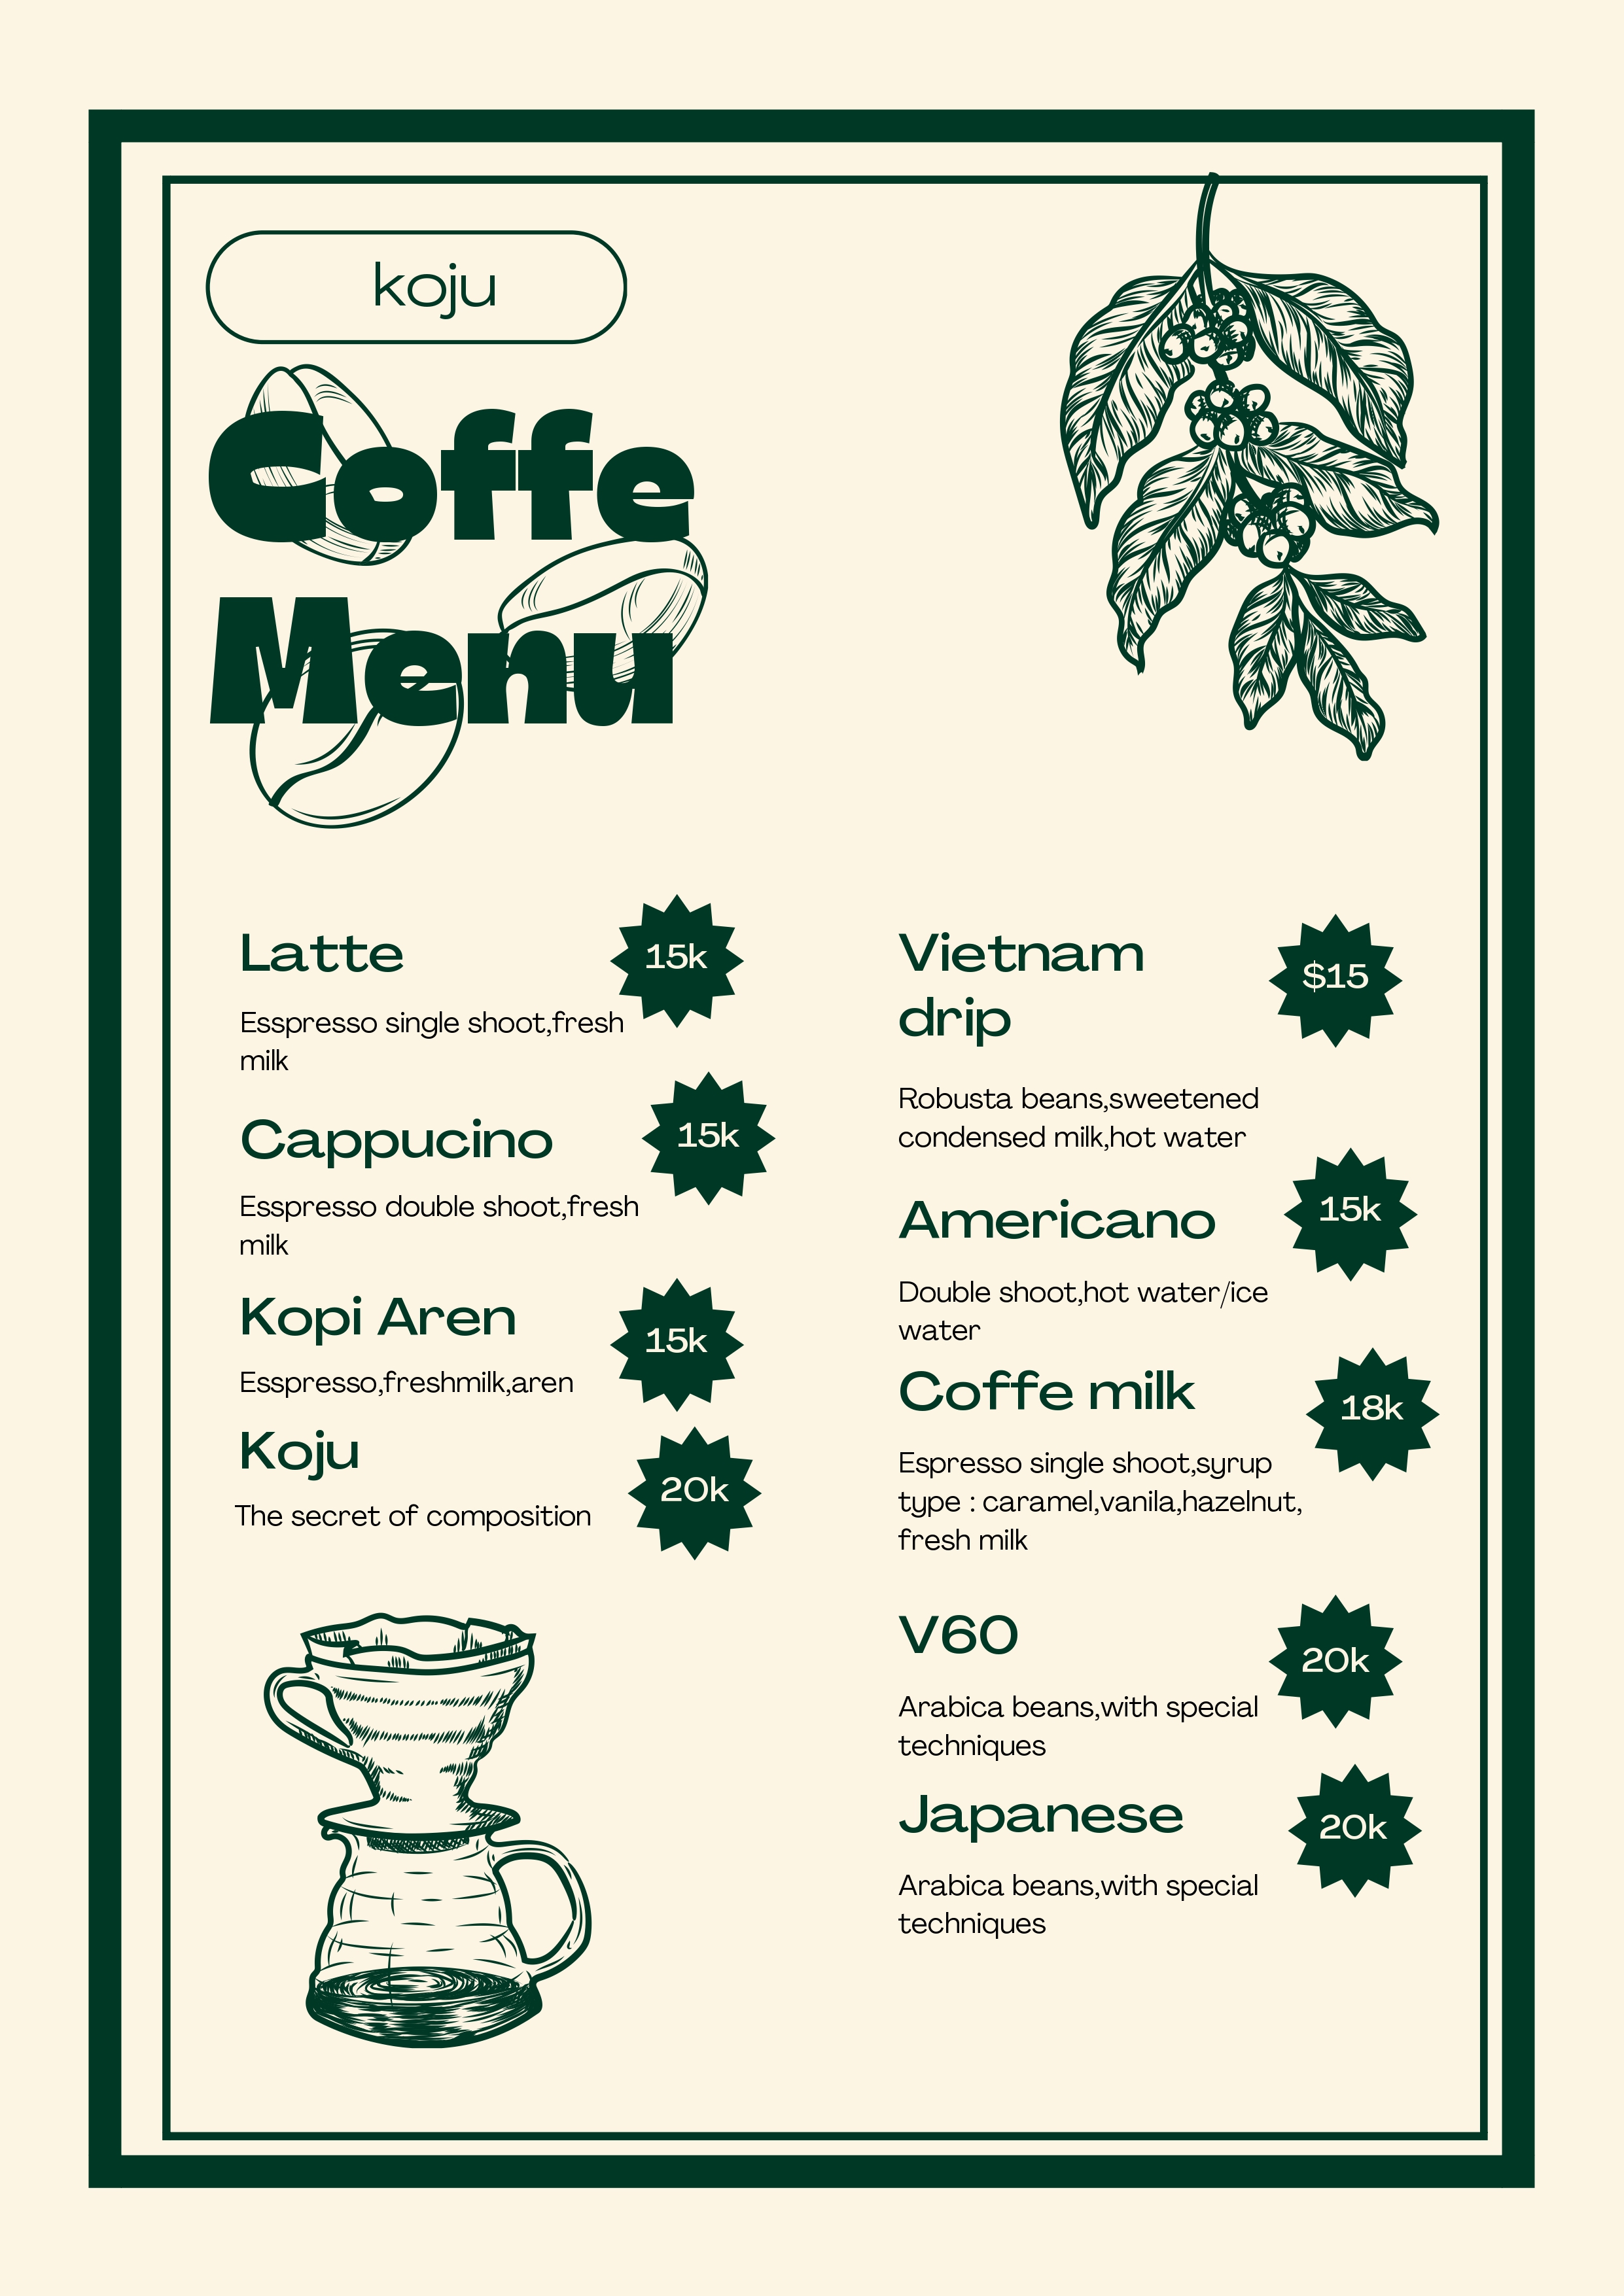 koju
Coffe
Menu
Latte
15k
Esspresso single shoot,fresh
milk
Cappucino
15k
Esspresso double shoot,fresh
milk
Kopi Aren
15k
Esspresso,freshmilk,aren
Koju
20k
The secret of composition
Vietnam
drip
$15
Robusta beans,sweetened
condensed milk,hot water
Americano
15k
Double shoot,hot water/ice
water
Coffe milk
18k
Espresso single shoot,syrup
type : caramel,vanila,hazelnut,
fresh milk
V60
20k
Arabica beans,with special
techniques
Japanese
20k
Arabica beans,with special
techniques